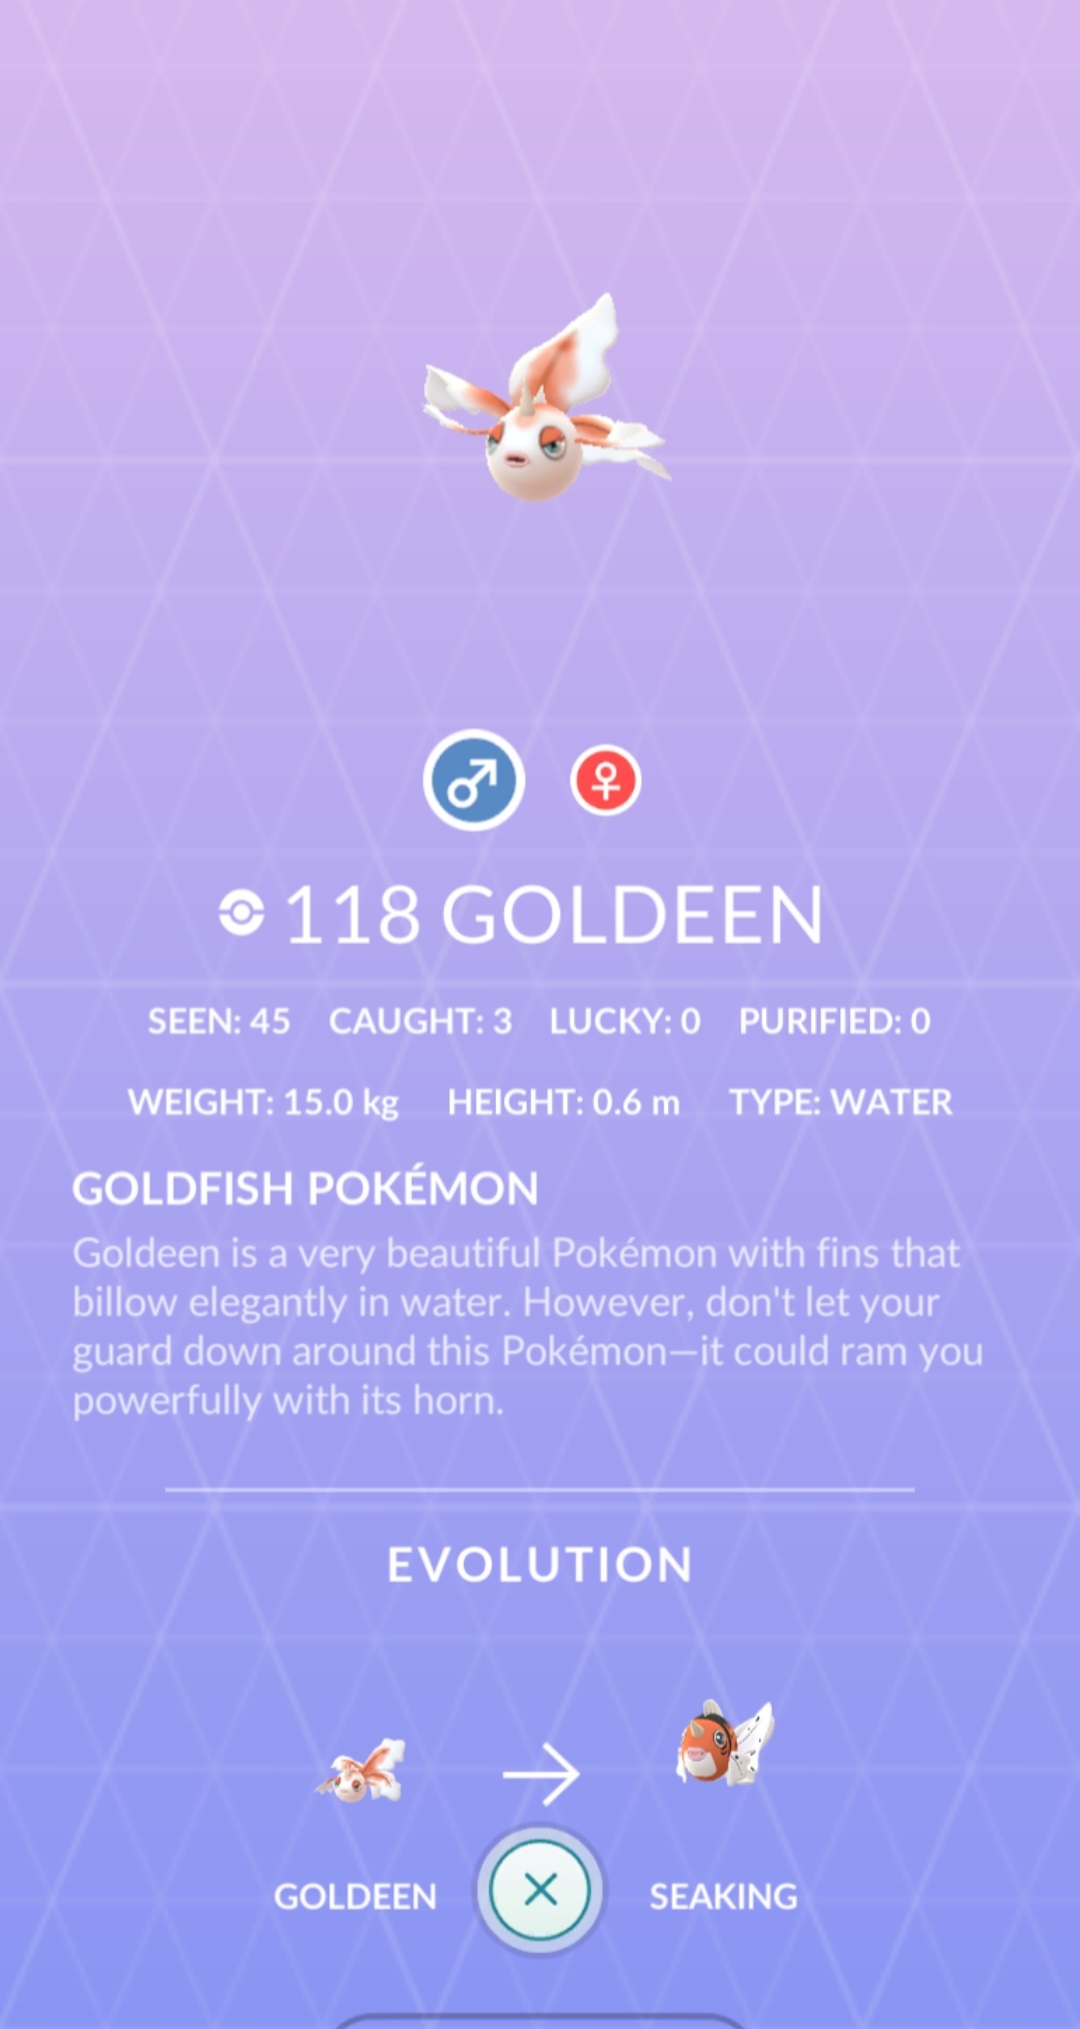 118 GOLDEEN
SEEN: 45 CAUGHT: 3 LUCKY: 0 PURIFIED: 0
WEIGHT: 15.0 kg HEIGHT: 0.6 m TYPE: WATER
GOLDFISH POKÉMON
Goldeen is a very beautiful Pokémon with fins that
billow elegantly in water. However, don't let your
guard down around this Pokémon—it could ram you
powerfully with its horn.
EVOLUTION
GOLDEEN SEAKING